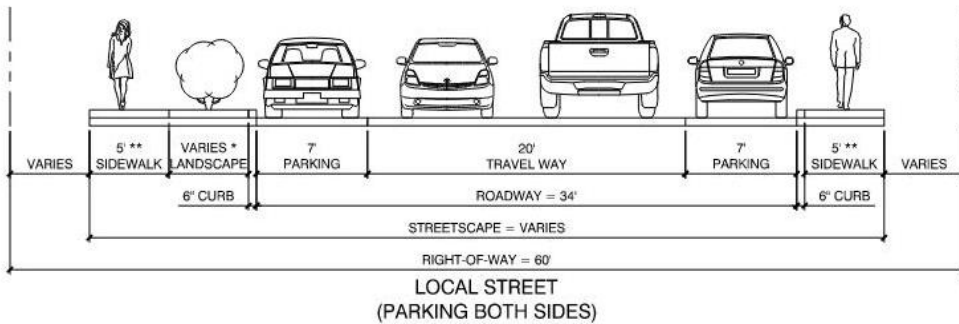 VARIES
5' **
SIDEWALK
VARIES *
LANDSCAPE
7'
PARKING
20'
TRAVEL WAY
7'
PARKING
5' **
SIDEWALK
VARIES
6" CURB
ROADWAY = 34'
6" CURB
STREETSCAPE = VARIES
RIGHT-OF-WAY = 60'
LOCAL STREET
(PARKING BOTH SIDES)